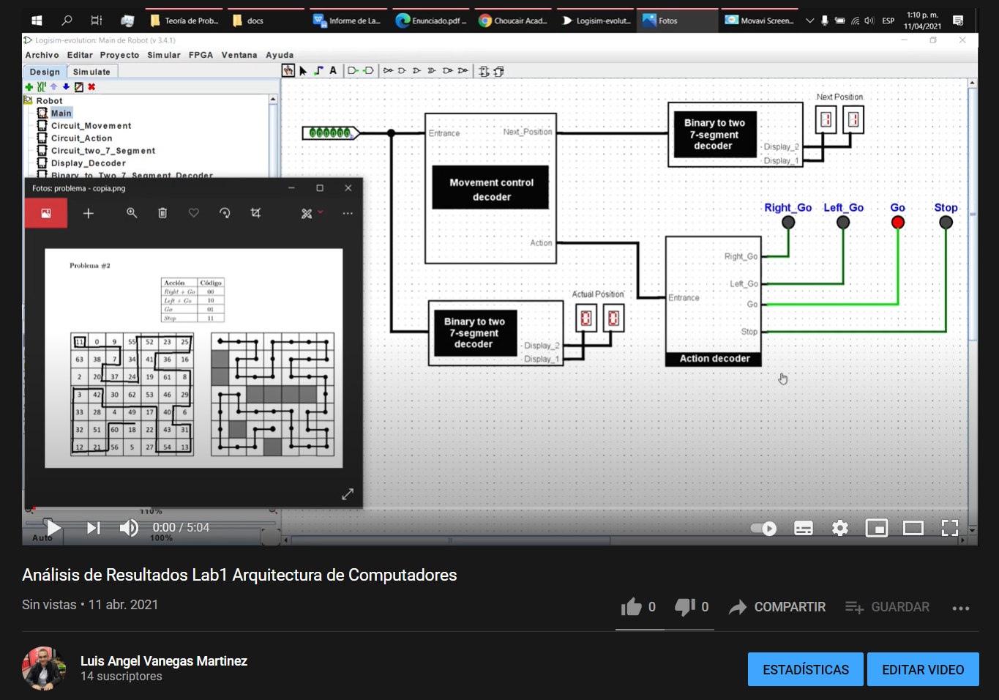 Teoría de Prob...
docs
Informe de La...
Enunciado.pdf ...
Choucair Acad...
Logisim-evolut...
Fotos
Movavi Screen...
ESP
1:10 p. m.
11/04/2021
Logisim-evolution: Main de Robot (v 3.4.1)
Archivo Editar Proyecto Simular FPGA Ventana Ayuda
Design Simulate
Robot
Main
Circuit_Movement
Circuit_Action
Circuit_two_7_Segment
Display_Decoder
Binary_to_Two_7_Segment_Decoder
000000
Entrance
Next_Position
Movement control
decoder
Action
Binary to two
7-segment
decoder
Display_2
Display_1
Next Position
1 1
Right_Go Left_Go Go Stop
Right_Go
Left_Go
Entrance
Go
Stop
Action decoder
Actual Position
0 0
Binary to two
7-segment
decoder
Display_2
Display_1
Fotos: problema - copia.png
Problema #2
Acción Código
Right + Go 00
Left + Go 10
Go 01
Stop 11
11 0 9 55 52 23 25
63 38 7 34 41 36 16
2 20 37 24 19 61 8
3 42 30 62 53 46 29
33 28 4 49 17 40 6
32 51 60 18 22 43 31
12 21 56 5 27 54 13
110%
Auto
100%
0:00 / 5:04
Análisis de Resultados Lab1 Arquitectura de Computadores
Sin vistas • 11 abr. 2021
0 0 COMPARTIR GUARDAR
Luis Angel Vanegas Martinez
14 suscriptores
ESTADÍSTICAS EDITAR VIDEO